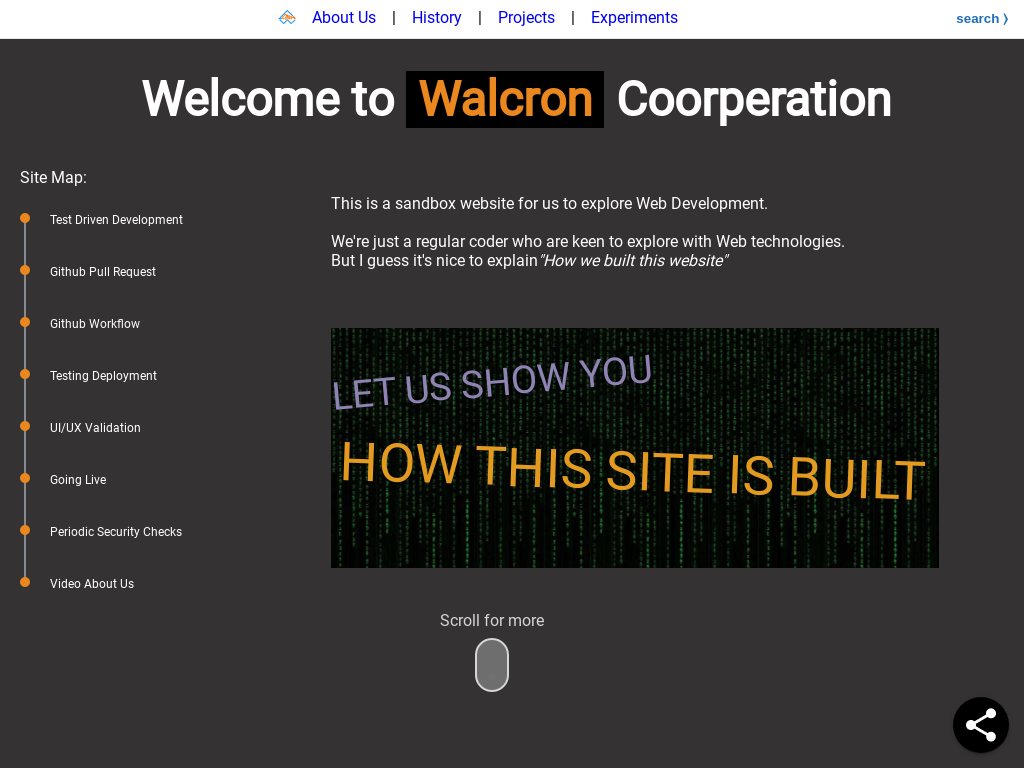 About Us | History | Projects | Experiments
search ⟩
Welcome to Walcron Coorperation
Site Map:
Test Driven Development
Github Pull Request
Github Workflow
Testing Deployment
UI/UX Validation
Going Live
Periodic Security Checks
Video About Us
This is a sandbox website for us to explore Web Development.
We're just a regular coder who are keen to explore with Web technologies.
But I guess it's nice to explain "How we built this website"
LET US SHOW YOU
HOW THIS SITE IS BUILT
Scroll for more